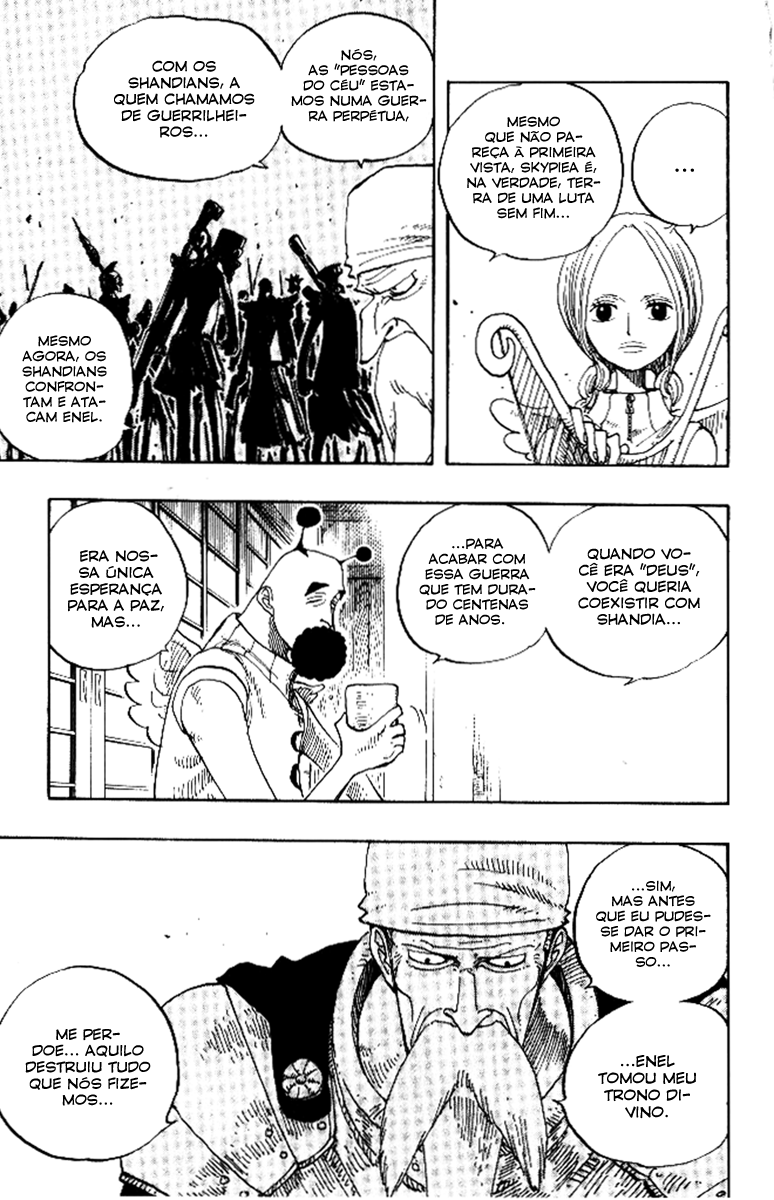 ...
MESMO
QUE NÃO PA-
REÇA Ã PRIMEIRA
VISTA, SKYPIEA É,
NA VERDADE, TER-
RA DE UMA LUTA
SEM FIM...
NÓS,
AS "PESSOAS
DO CÉU" ESTA-
MOS NUMA GUER-
RA PERPÉTUA,
COM OS
SHANDIANS, A
QUEM CHAMAMOS
DE GUERRILHEI-
ROS...
MESMO
AGORA, OS
SHANDIANS
CONFRON-
TAM E ATA-
CAM ENEL.
QUANDO VO-
CÊ ERA "DEUS",
VOCÊ QUERIA
COEXISTIR COM
SHANDIA...
...PARA
ACABAR COM
ESSA GUERRA
QUE TEM DURA-
DO CENTENAS
DE ANOS.
ERA NOS-
SA ÚNICA
ESPERANÇA
PARA A PAZ,
MAS...
...SIM,
MAS ANTES
QUE EU PUDES-
SE DAR O PRI-
MEIRO PAS-
SO...
...ENEL
TOMOU MEU
TRONO DI-
VINO.
ME PER-
DOE... AQUILO
DESTRUIU TUDO
QUE NÓS FIZE-
MOS...